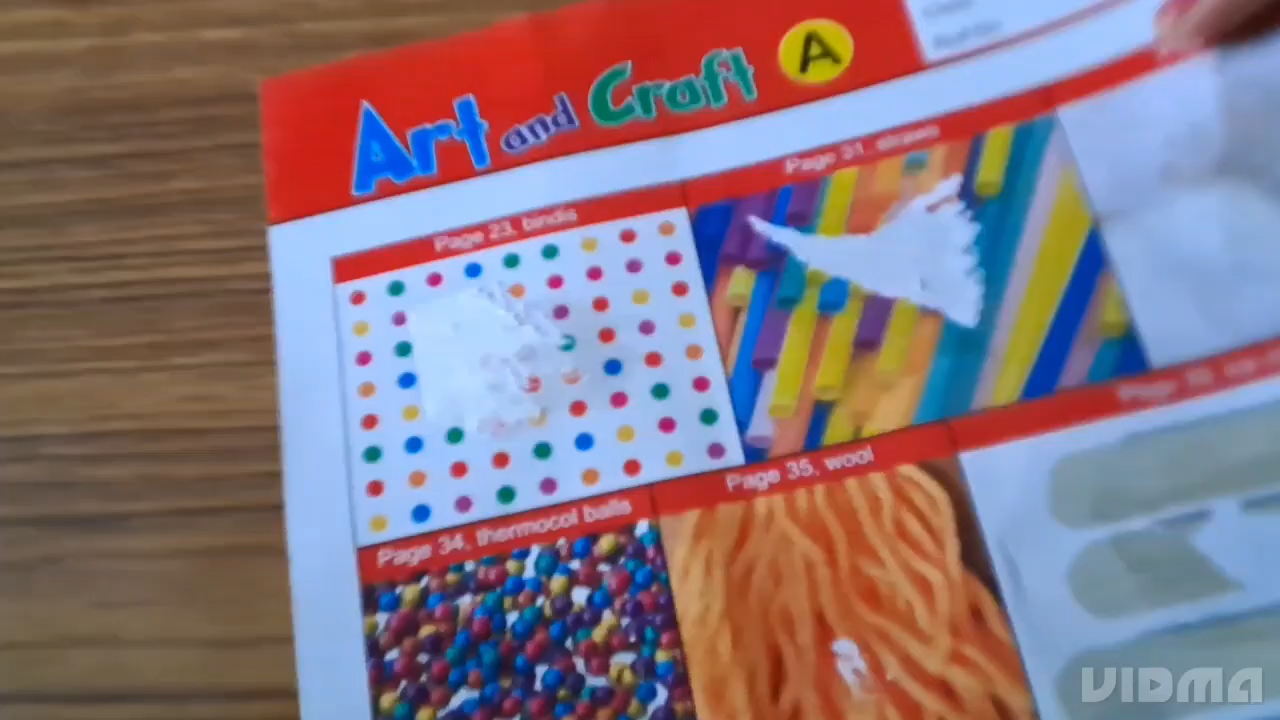 Art and Craft A
Page 23, bindis
Page 31, straws
Page 34, thermocol balls
Page 35, wool
VIDMA